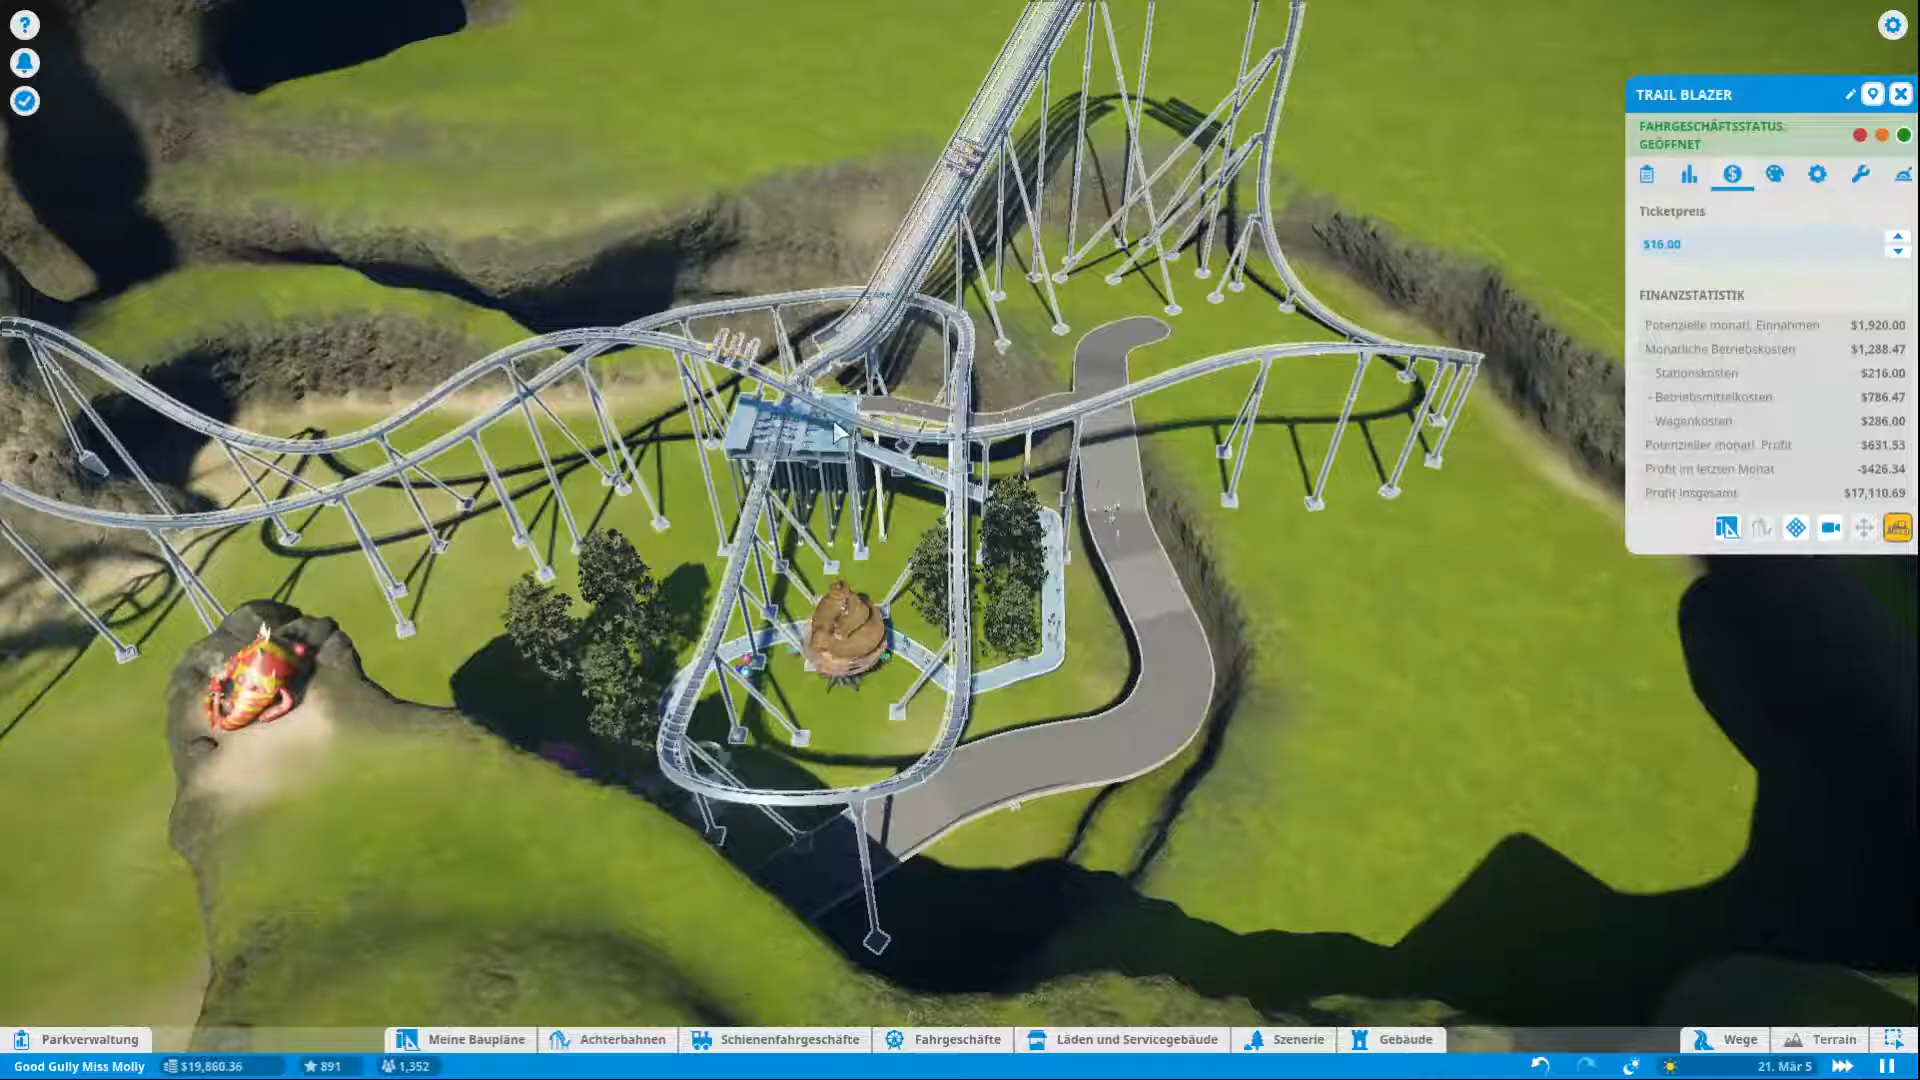 TRAIL BLAZER
FAHRGESCHÄFTSSTATUS:
GEÖFFNET
Ticketpreis
$16.00
FINANZSTATISTIK
Potenzielle monatl. Einnahmen $1,920.00
Monatliche Betriebskosten $1,288.47
Stationskosten $216.00
- Betriebsmittelkosten $786.47
- Wagenkosten $286.00
Potenzieller monatl. Profit $631.53
Profit im letzten Monat -$426.34
Profit insgesamt $17,110.69
Parkverwaltung Meine Baupläne Achterbahnen Schienenfahrgeschäfte Fahrgeschäfte Läden und Servicegebäude Szenerie Gebäude Wege Terrain
Good Gully Miss Molly $19,860.36 891 1,352 21. Mär 5